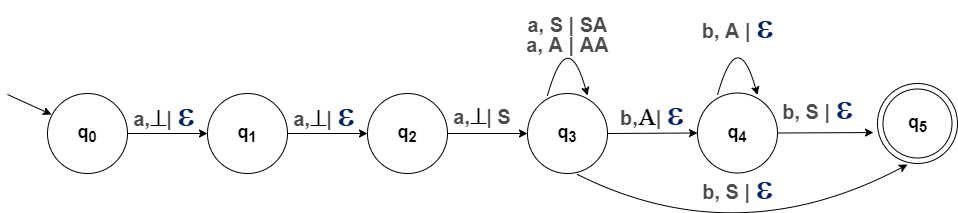 a, S | SA
a, A | AA
b, A | ε
a,⊥| ε
a,⊥| ε
a,⊥| S
b,A| ε
b, S | ε
q0
q1
q2
q3
q4
q5
b, S | ε